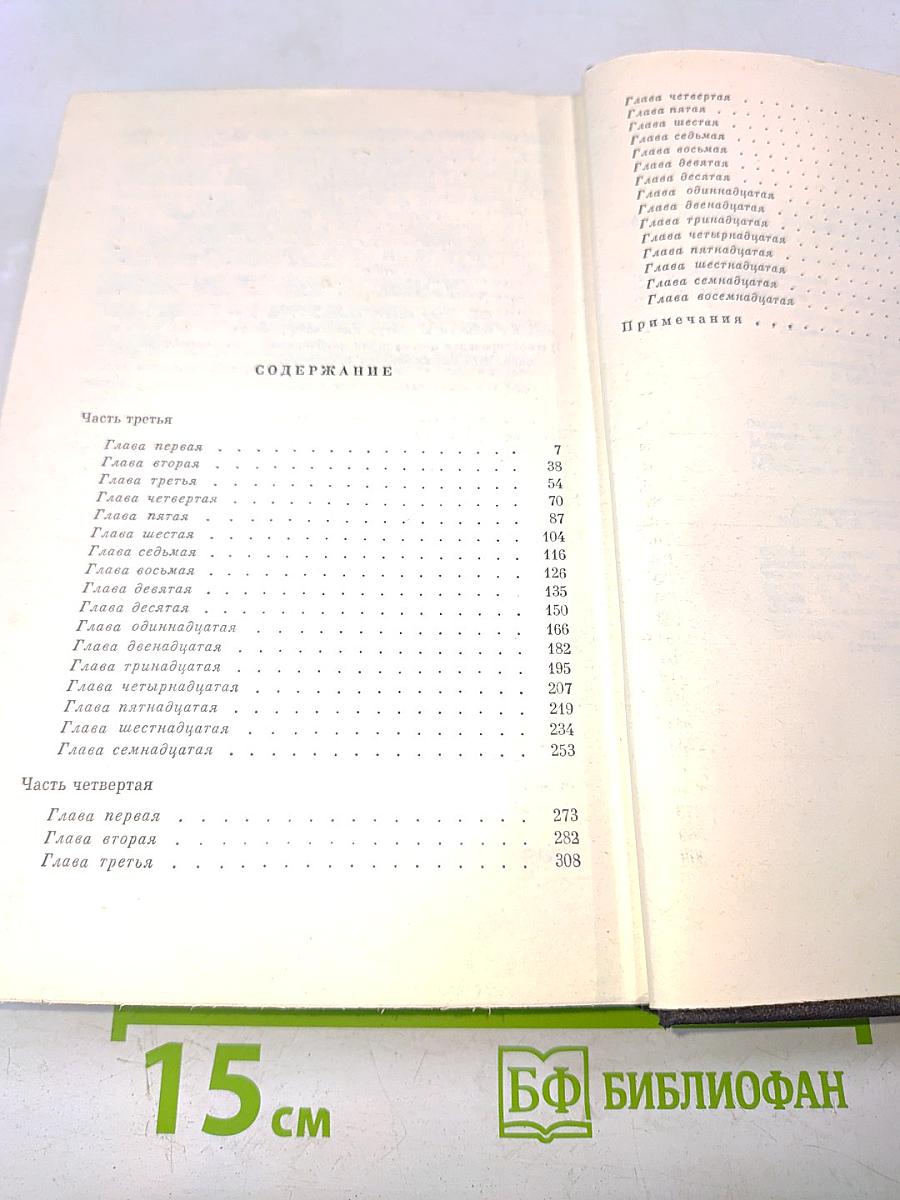 СОДЕРЖАНИЕ
Часть третья
Глава первая . . . . . . . . . . . . . . . 7
Глава вторая . . . . . . . . . . . . . . . 38
Глава третья . . . . . . . . . . . . . . . 54
Глава четвертая . . . . . . . . . . . . . . 70
Глава пятая . . . . . . . . . . . . . . . 87
Глава шестая . . . . . . . . . . . . . . . 104
Глава седьмая . . . . . . . . . . . . . . . 116
Глава восьмая . . . . . . . . . . . . . . . 126
Глава девятая . . . . . . . . . . . . . . . 135
Глава десятая . . . . . . . . . . . . . . . 150
Глава одиннадцатая . . . . . . . . . . . . . 166
Глава двенадцатая . . . . . . . . . . . . . . 182
Глава тринадцатая . . . . . . . . . . . . . . 195
Глава четырнадцатая . . . . . . . . . . . . . 207
Глава пятнадцатая . . . . . . . . . . . . . . 219
Глава шестнадцатая . . . . . . . . . . . . . 234
Глава семнадцатая . . . . . . . . . . . . . . 253
Часть четвертая
Глава первая . . . . . . . . . . . . . . . 273
Глава вторая . . . . . . . . . . . . . . . 282
Глава третья . . . . . . . . . . . . . . . 308
Глава четвертая . . . . . . .
Глава пятая . . . . . . . .
Глава шестая . . . . . . .
Глава седьмая . . . . . . .
Глава восьмая . . . . . . .
Глава девятая . . . . . . .
Глава десятая . . . . . . .
Глава одиннадцатая . . . . .
Глава двенадцатая . . . . .
Глава тринадцатая . . . . .
Глава четырнадцатая . . . .
Глава пятнадцатая . . . . .
Глава шестнадцатая . . . . .
Глава семнадцатая . . . . .
Глава восемнадцатая . . . .
Примечания . . . . . . .
15 см
БФ БИБЛИОФАН